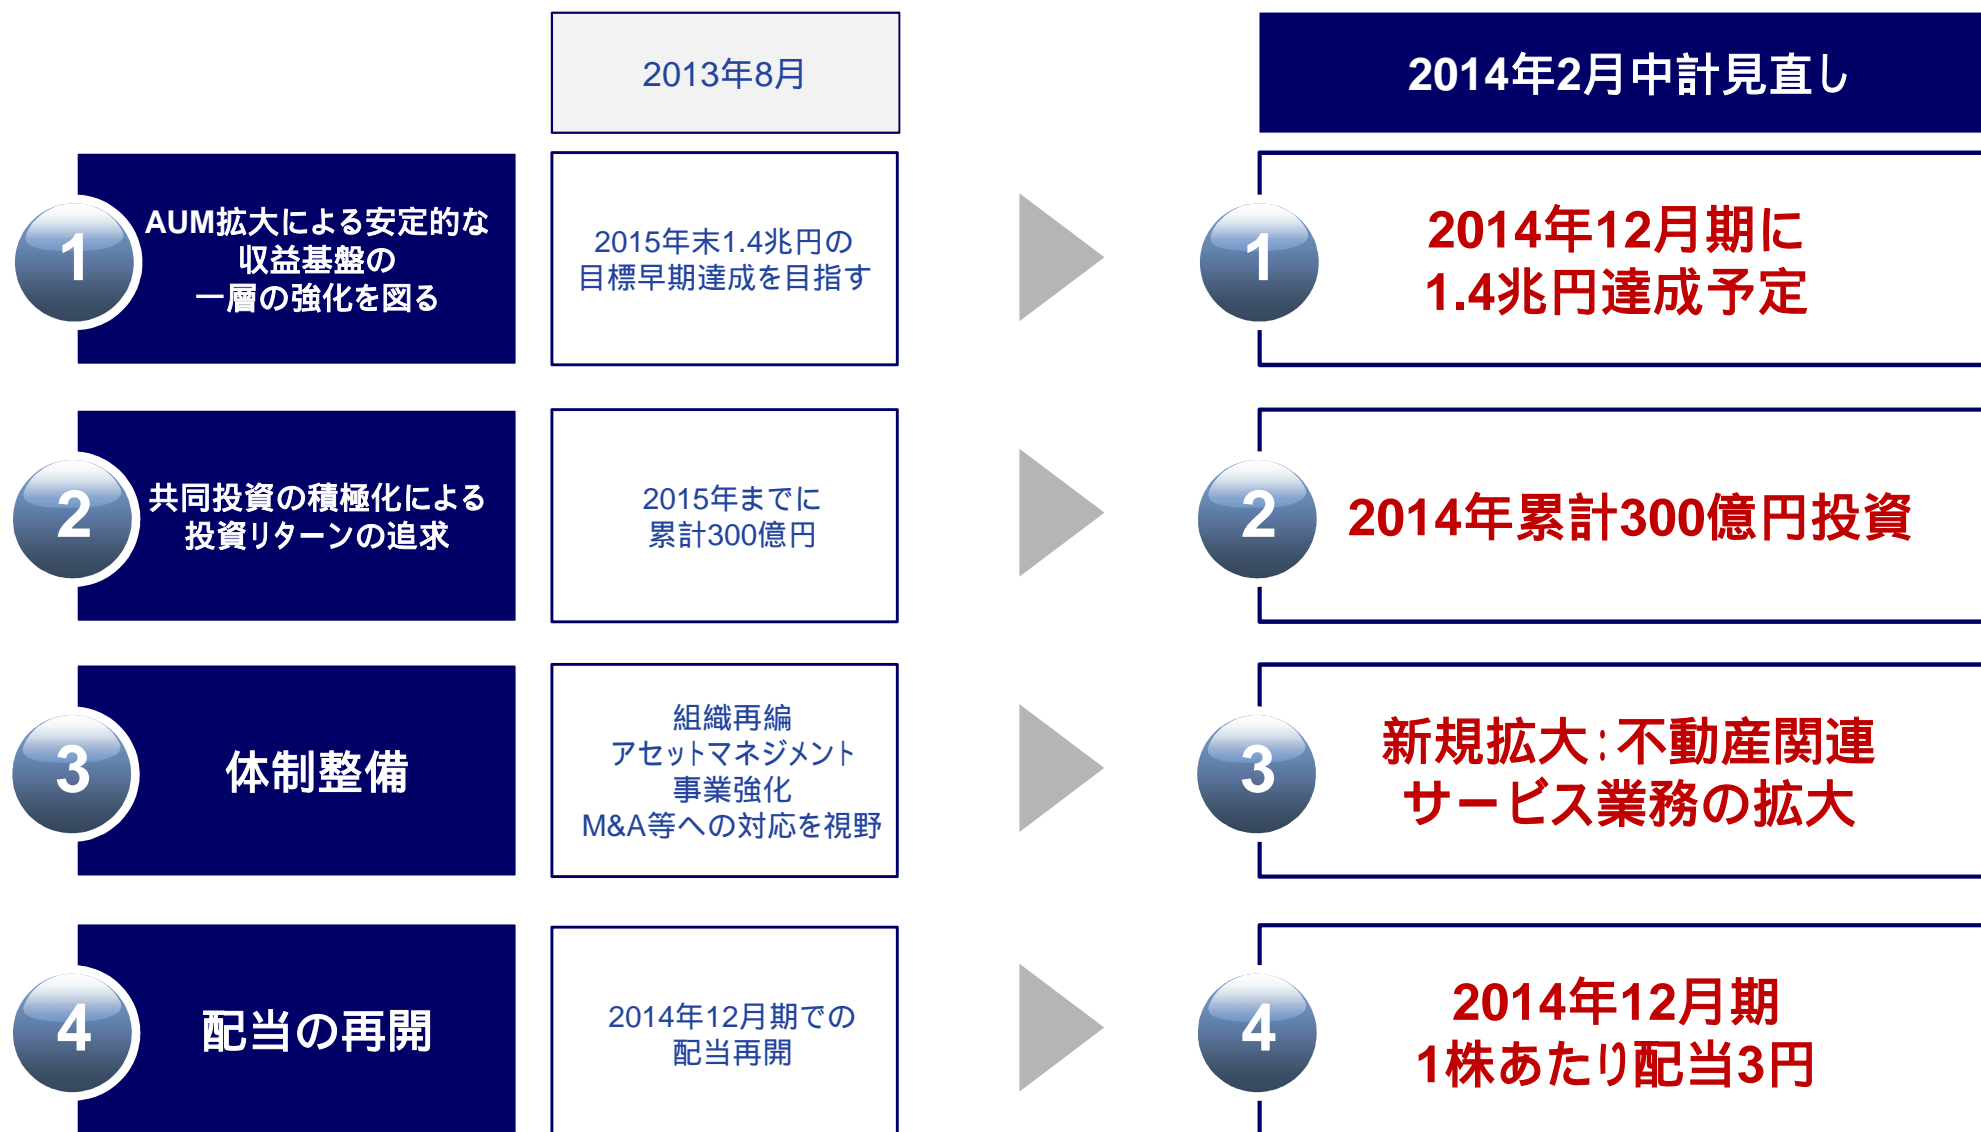 2013年8月
2014年2月中計見直し
1
AUM拡大による安定的な
収益基盤の
一層の強化を図る
2015年末1.4兆円の
目標早期達成を目指す
1
2014年12月期に
1.4兆円達成予定
2
共同投資の積極化による
投資リターンの追求
2015年までに
累計300億円
2
2014年累計300億円投資
3
体制整備
組織再編
アセットマネジメント
事業強化
M&A等への対応を視野
3
新規拡大:不動産関連
サービス業務の拡大
4
配当の再開
2014年12月期での
配当再開
4
2014年12月期
1株あたり配当3円